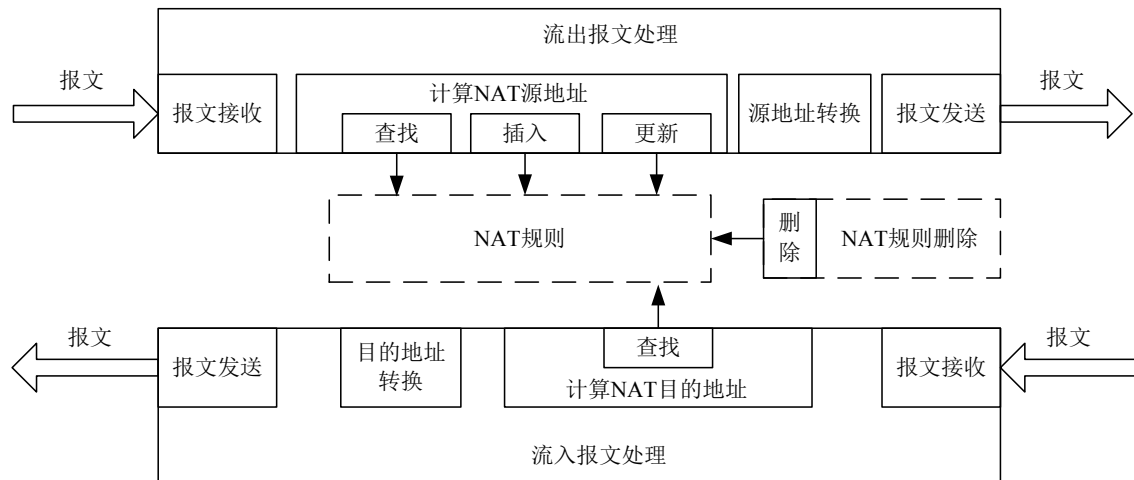 流出报文处理
报文
报文接收
计算NAT源地址
查找
插入
更新
源地址转换
报文发送
报文
NAT规则
删
除
NAT规则删除
报文
报文发送
目的地址
转换
查找
计算NAT目的地址
报文接收
报文
流入报文处理